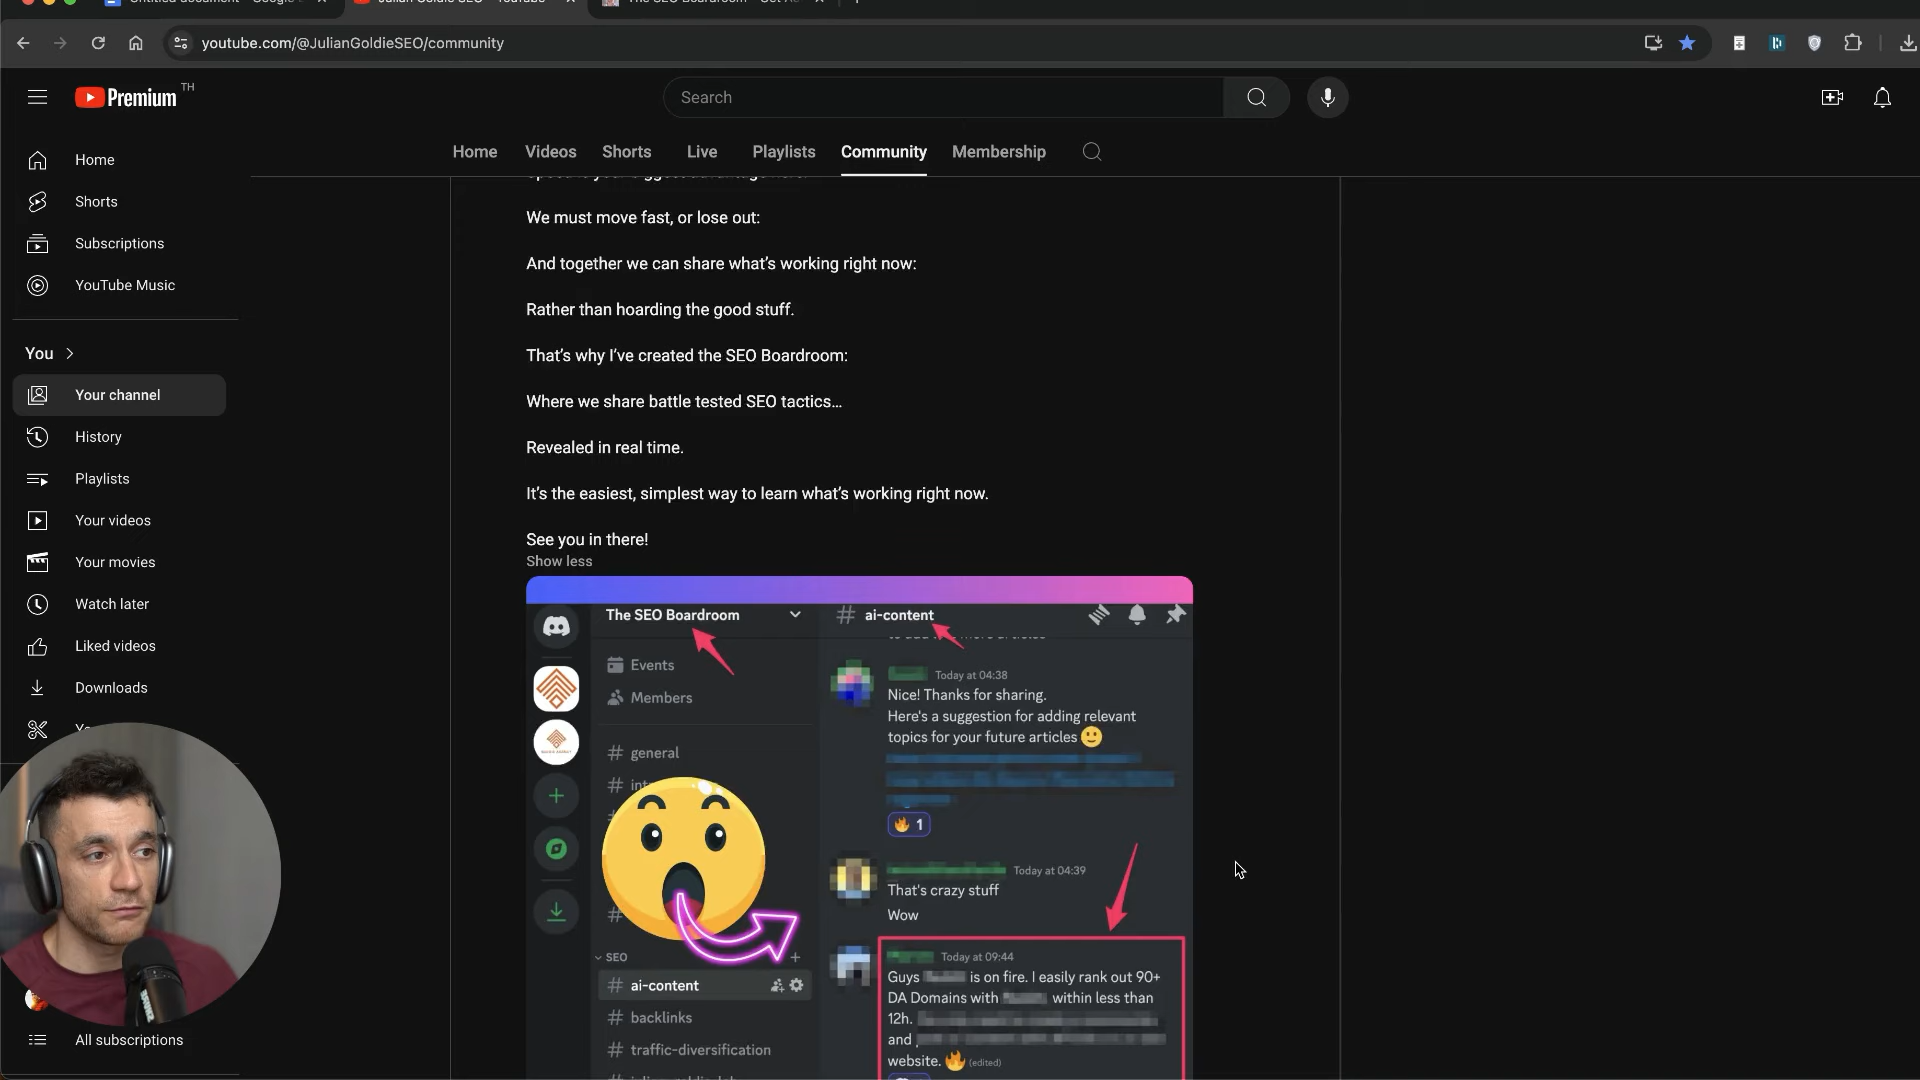 youtube.com/@JulianGoldieSEO/community
Premium TH
Search
Home
Videos
Shorts
Live
Playlists
Community
Membership
Home
Shorts
Subscriptions
YouTube Music
You
Your channel
History
Playlists
Your videos
Your movies
Watch later
Liked videos
Downloads
All subscriptions
We must move fast, or lose out:
And together we can share what’s working right now:
Rather than hoarding the good stuff.
That’s why I’ve created the SEO Boardroom:
Where we share battle tested SEO tactics…
Revealed in real time.
It’s the easiest, simplest way to learn what’s working right now.
See you in there!
Show less
The SEO Boardroom
Events
Members
# general
SEO
# ai-content
# backlinks
# traffic-diversification
# ai-content
Today at 04:38
Nice! Thanks for sharing.
Here's a suggestion for adding relevant
topics for your future articles 🙂
🔥 1
Today at 04:39
That's crazy stuff
Wow
Today at 09:44
Guys is on fire. I easily rank out 90+
DA Domains with within less than
12h.
and
website. 🔥 (edited)